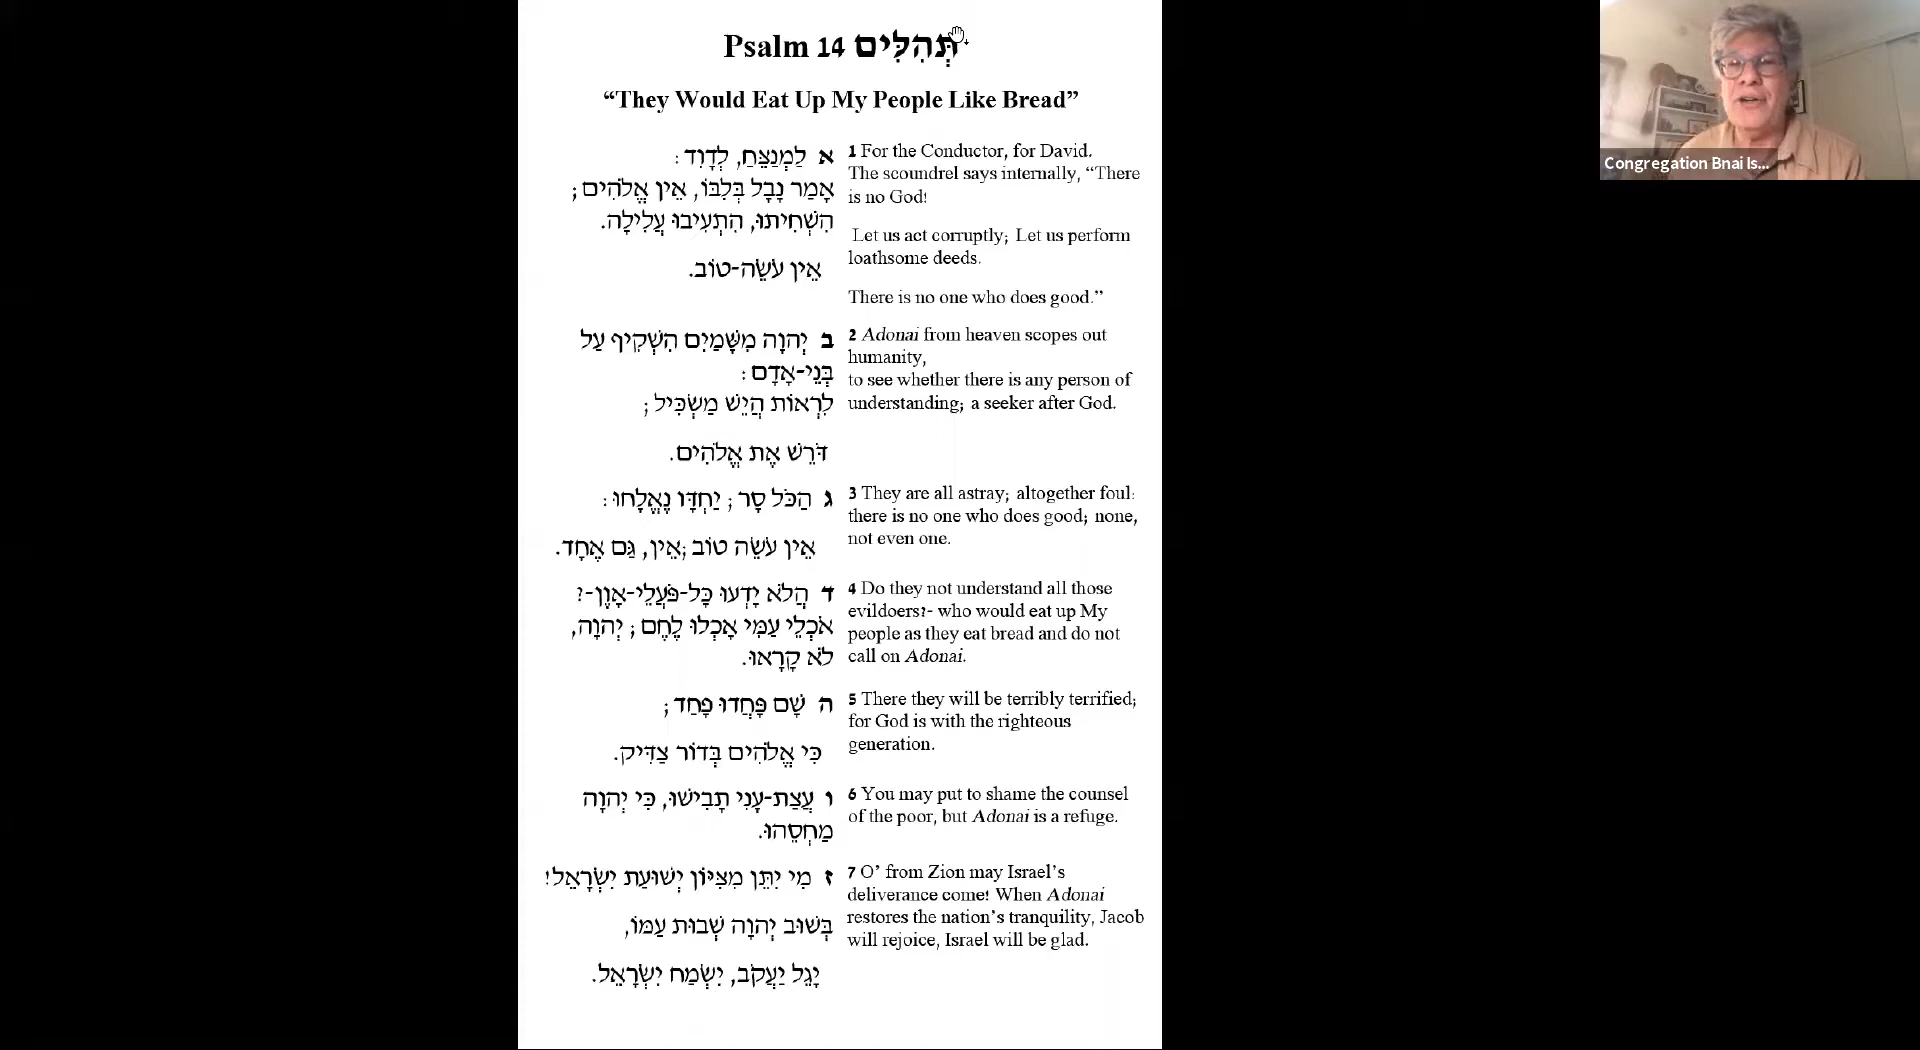 Psalm 14 תְּהִלִּים
“They Would Eat Up My People Like Bread”
א לַמְנַצֵּחַ, לְדָוִד:
אָמַר נָבָל בְּלִבּוֹ, אֵין אֱלֹהִים;
הִשְׁחִיתוּ, הִתְעִיבוּ עֲלִילָה.
אֵין עֹשֵׂה-טוֹב.
1 For the Conductor, for David.
The scoundrel says internally, “There
is no God!
Let us act corruptly; Let us perform
loathsome deeds.
There is no one who does good.”
ב יְהוָה מִשָּׁמַיִם הִשְׁקִיף עַל
בְּנֵי-אָדָם:
לִרְאוֹת הֲיֵשׁ מַשְׂכִּיל;
דֹּרֵשׁ אֶת אֱלֹהִים.
2 Adonai from heaven scopes out
humanity,
to see whether there is any person of
understanding; a seeker after God.
ג הַכֹּל סָר; יַחְדָּו נֶאֱלָחוּ:
אֵין עֹשֵׂה טוֹב; אֵין, גַּם אֶחָד.
3 They are all astray; altogether foul:
there is no one who does good; none,
not even one.
ד הֲלֹא יָדְעוּ כָּל-פֹּעֲלֵי-אָוֶן-?
אֹכְלֵי עַמִּי אָכְלוּ לֶחֶם; יְהוָה,
לֹא קָרָאוּ.
4 Do they not understand all those
evildoers?- who would eat up My
people as they eat bread and do not
call on Adonai.
ה שָׁם פָּחֲדוּ פָחַד;
כִּי אֱלֹהִים בְּדוֹר צַדִּיק.
5 There they will be terribly terrified;
for God is with the righteous
generation.
ו עֲצַת-עָנִי תָבִישׁוּ, כִּי יְהוָה
מַחְסֵהוּ.
6 You may put to shame the counsel
of the poor, but Adonai is a refuge.
ז מִי יִתֵּן מִצִּיּוֹן יְשׁוּעַת יִשְׂרָאֵל!
בְּשׁוּב יְהוָה שְׁבוּת עַמּוֹ,
יָגֵל יַעֲקֹב, יִשְׂמַח יִשְׂרָאֵל.
7 O’ from Zion may Israel’s
deliverance come! When Adonai
restores the nation’s tranquility, Jacob
will rejoice, Israel will be glad.
Congregation Bnai Is...